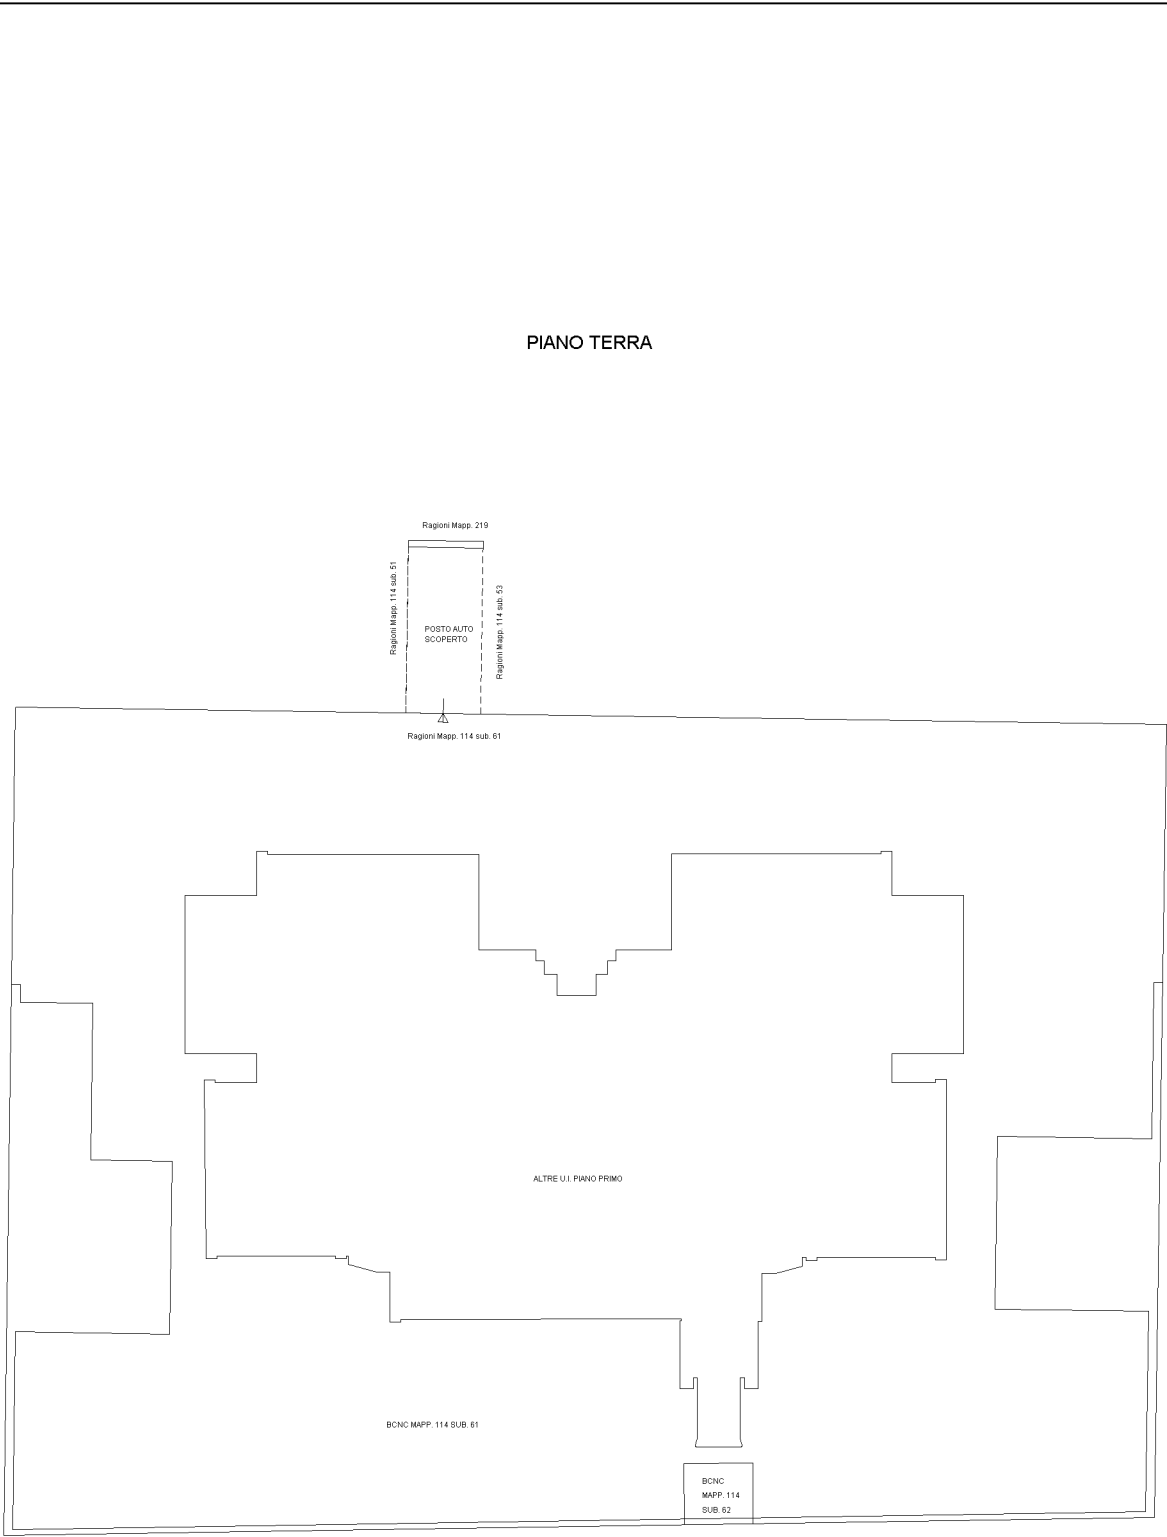 PIANO TERRA
Ragioni Mapp. 219
Ragioni Mapp. 114 sub. 51
POSTO AUTO
SCOPERTO
Ragioni Mapp. 114 sub. 53
Ragioni Mapp. 114 sub. 61
ALTRE U.I. PIANO PRIMO
BCNC MAPP. 114 SUB. 61
BCNC
MAPP. 114
SUB. 62